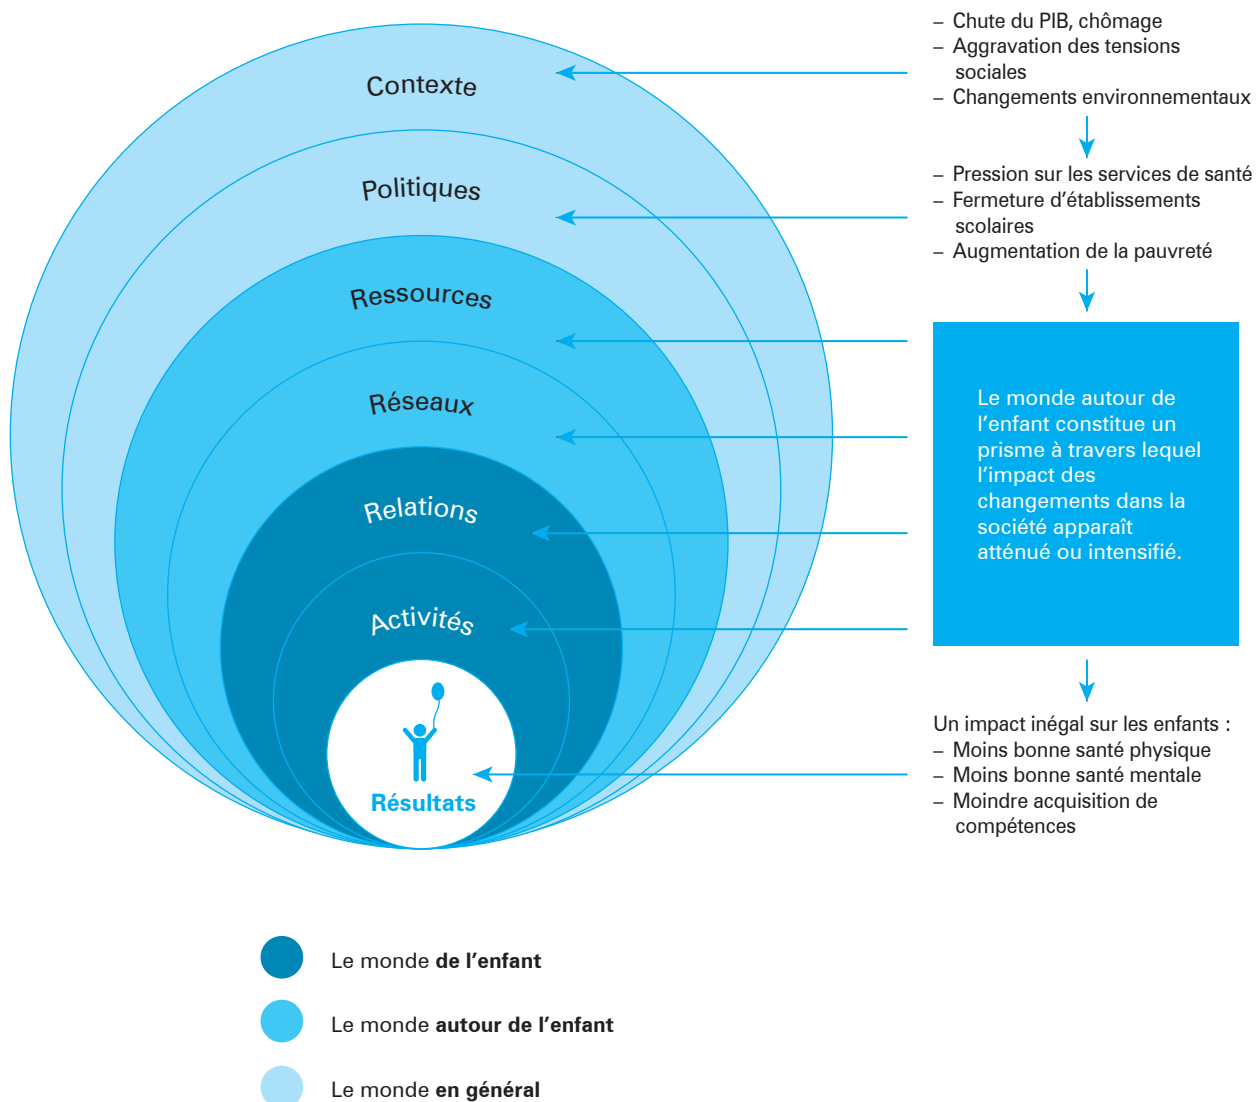 Contexte
Politiques
Ressources
Réseaux
Relations
Activités
Résultats
– Chute du PIB, chômage
– Aggravation des tensions
sociales
– Changements environnementaux
– Pression sur les services de santé
– Fermeture d’établissements
scolaires
– Augmentation de la pauvreté
Le monde autour de
l’enfant constitue un
prisme à travers lequel
l’impact des
changements dans la
société apparaît
atténué ou intensifié.
Un impact inégal sur les enfants :
– Moins bonne santé physique
– Moins bonne santé mentale
– Moindre acquisition de
compétences
Le monde de l’enfant
Le monde autour de l’enfant
Le monde en général